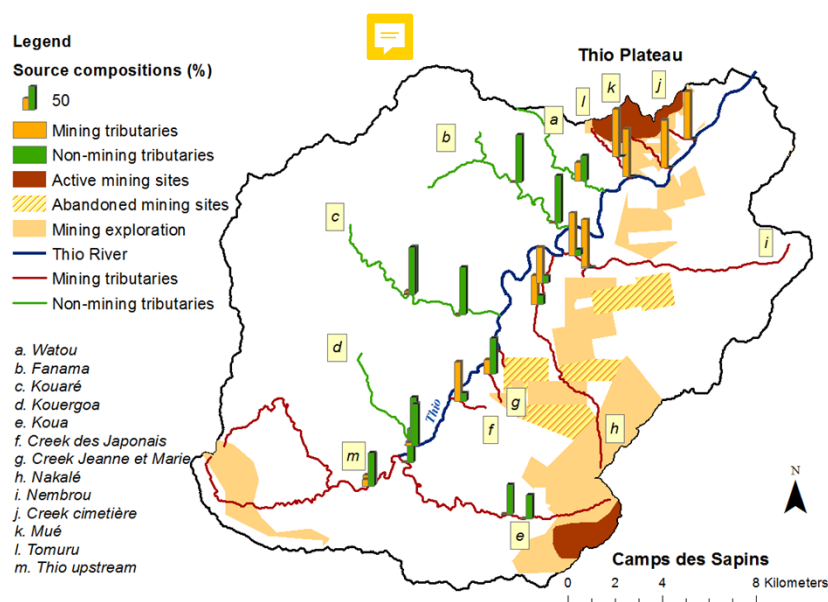 Legend
Source compositions (%)
50
Mining tributaries
Non-mining tributaries
Active mining sites
Abandoned mining sites
Mining exploration
Thio River
Mining tributaries
Non-mining tributaries
a. Watou
b. Fanama
c. Kouaré
d. Kouergoa
e. Koua
f. Creek des Japonais
g. Creek Jeanne et Marie
h. Nakalé
i. Nembrou
j. Creek cimetière
k. Mué
l. Tomuru
m. Thio upstream
Thio Plateau
l
k
j
a
b
c
i
d
Thio
g
f
h
m
e
N
Camps des Sapins
0 2 4 8 Kilometers